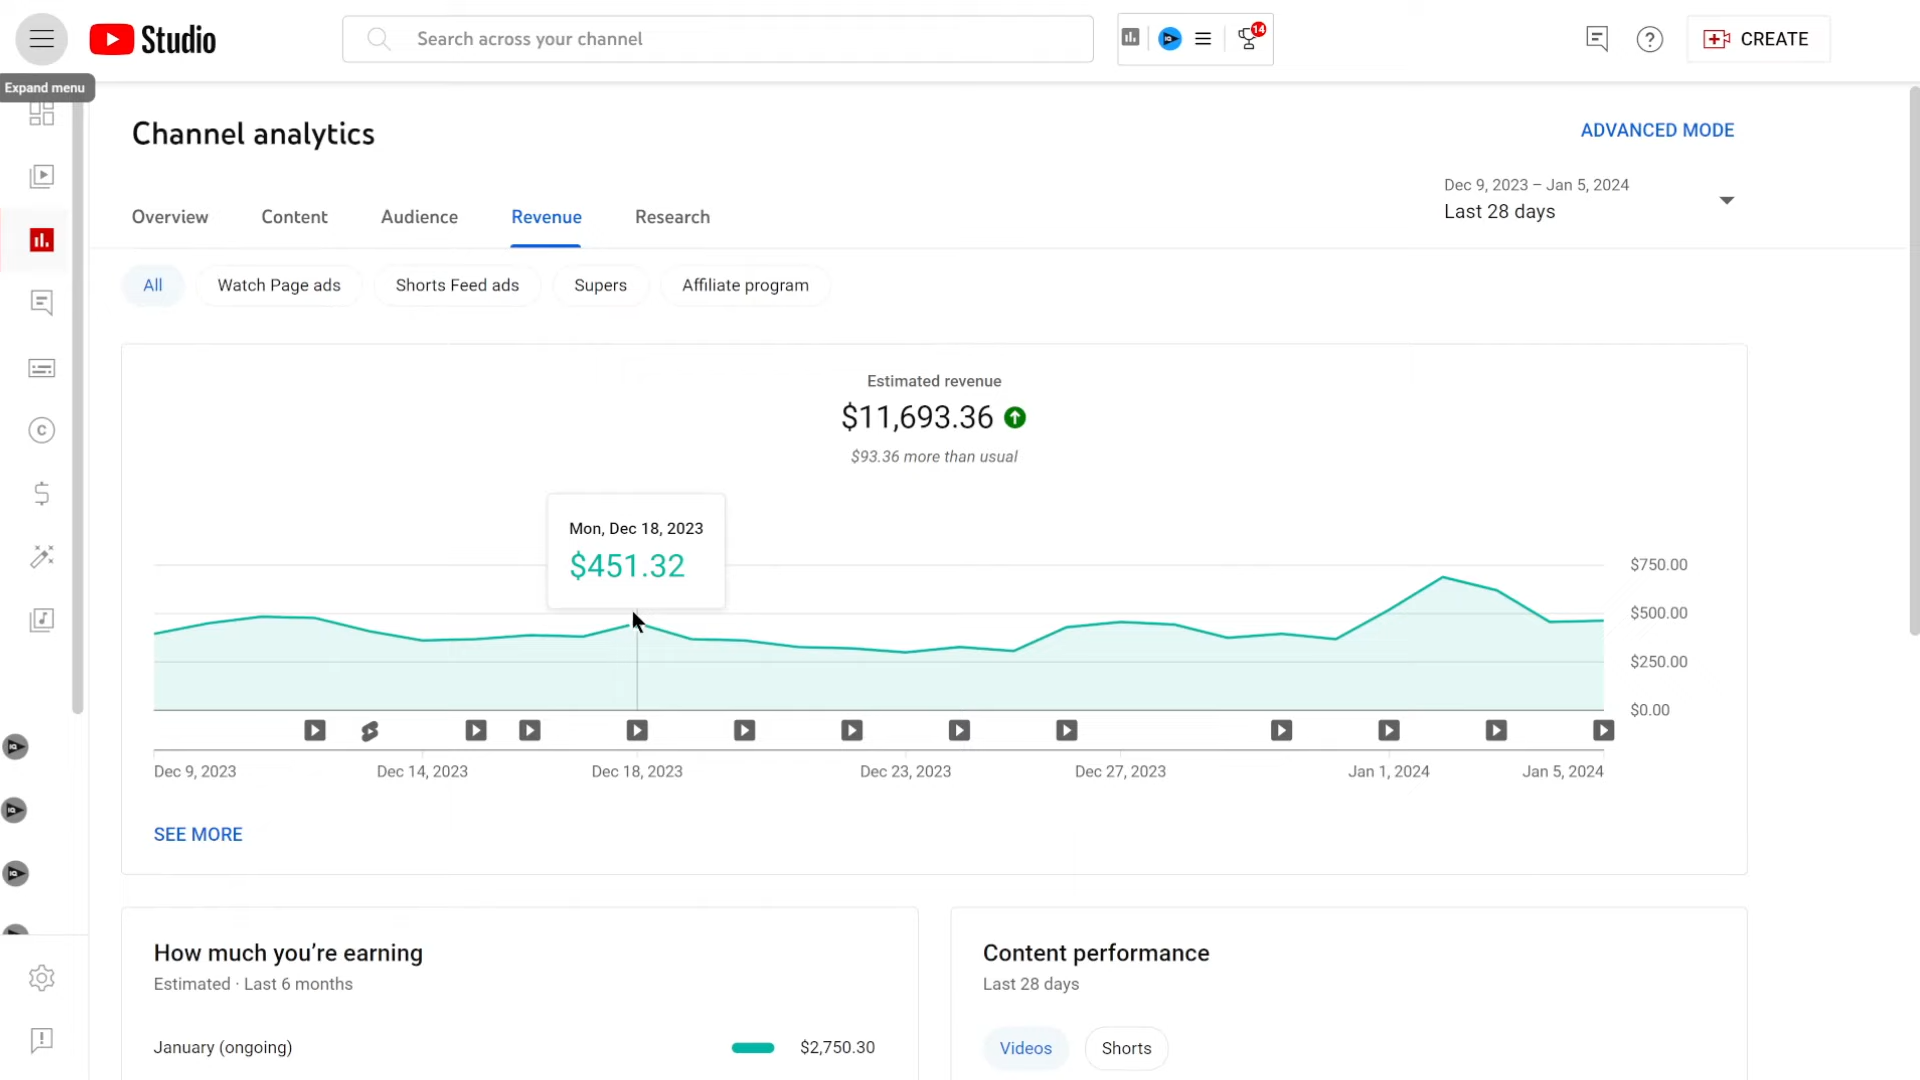 Studio
Search across your channel
14
CREATE
Expand menu
Channel analytics
ADVANCED MODE
Dec 9, 2023 – Jan 5, 2024
Last 28 days
Overview
Content
Audience
Revenue
Research
All
Watch Page ads
Shorts Feed ads
Supers
Affiliate program
Estimated revenue
$11,693.36
$93.36 more than usual
Mon, Dec 18, 2023
$451.32
$750.00
$500.00
$250.00
$0.00
Dec 9, 2023
Dec 14, 2023
Dec 18, 2023
Dec 23, 2023
Dec 27, 2023
Jan 1, 2024
Jan 5, 2024
SEE MORE
How much you’re earning
Estimated · Last 6 months
January (ongoing)
$2,750.30
Content performance
Last 28 days
Videos
Shorts